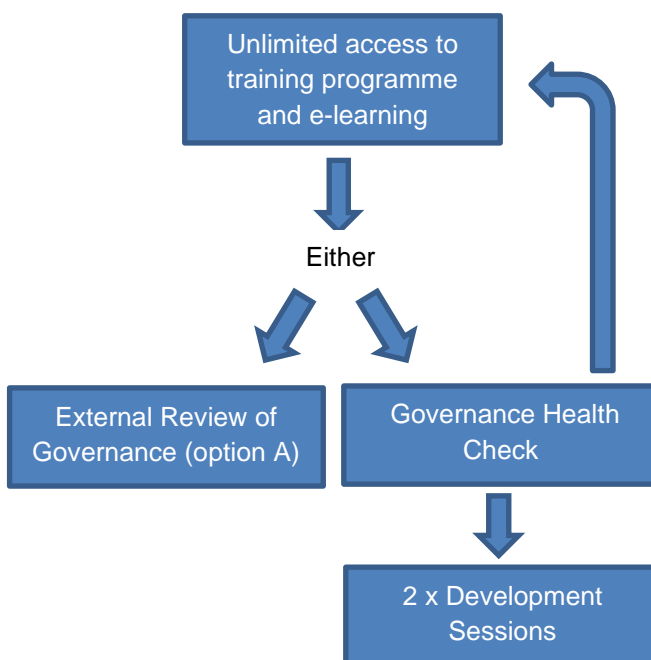 Unlimited access to
training programme
and e-learning
Either
External Review of
Governance (option A)
Governance Health
Check
2 x Development
Sessions